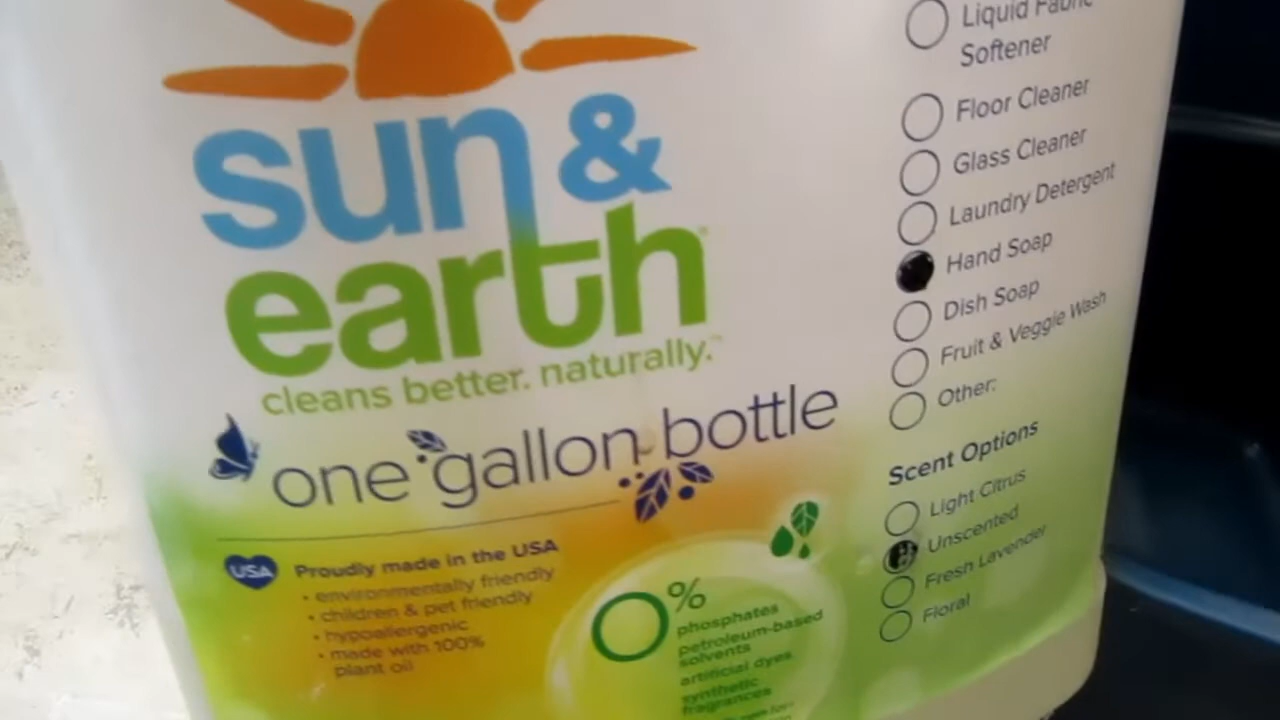 sun &
earth®
cleans better. naturally.™
one gallon bottle
USA
Proudly made in the USA
• environmentally friendly
• children & pet friendly
• hypoallergenic
• made with 100%
plant oil
0%
phosphates
petroleum-based
solvents
artificial dyes
synthetic
fragrances
Liquid Fabric
Softener
Floor Cleaner
Glass Cleaner
Laundry Detergent
Hand Soap
Dish Soap
Fruit & Veggie Wash
Other:
Scent Options
Light Citrus
Unscented
Fresh Lavender
Floral